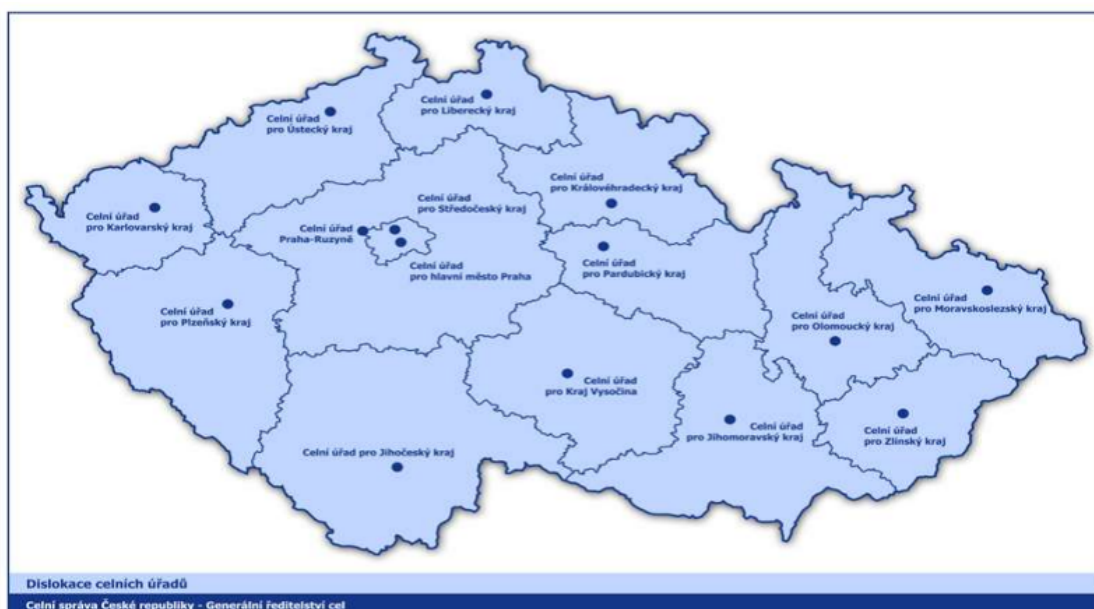 Celní úřad
pro Liberecký kraj
Celní úřad
pro Ústecký kraj
Celní úřad
pro Královéhradecký kraj
Celní úřad
pro Středočeský kraj
Celní úřad
pro Karlovarský kraj
Celní úřad
Praha-Ruzyně
Celní úřad
pro hlavní město Praha
Celní úřad
pro Pardubický kraj
Celní úřad
pro Moravskoslezský kraj
Celní úřad
pro Plzeňský kraj
Celní úřad
pro Olomoucký kraj
Celní úřad
pro Kraj Vysočina
Celní úřad
pro Jihomoravský kraj
Celní úřad
pro Zlínský kraj
Celní úřad pro Jihočeský kraj
Dislokace celních úřadů
Celní správa České republiky - Generální ředitelství cel